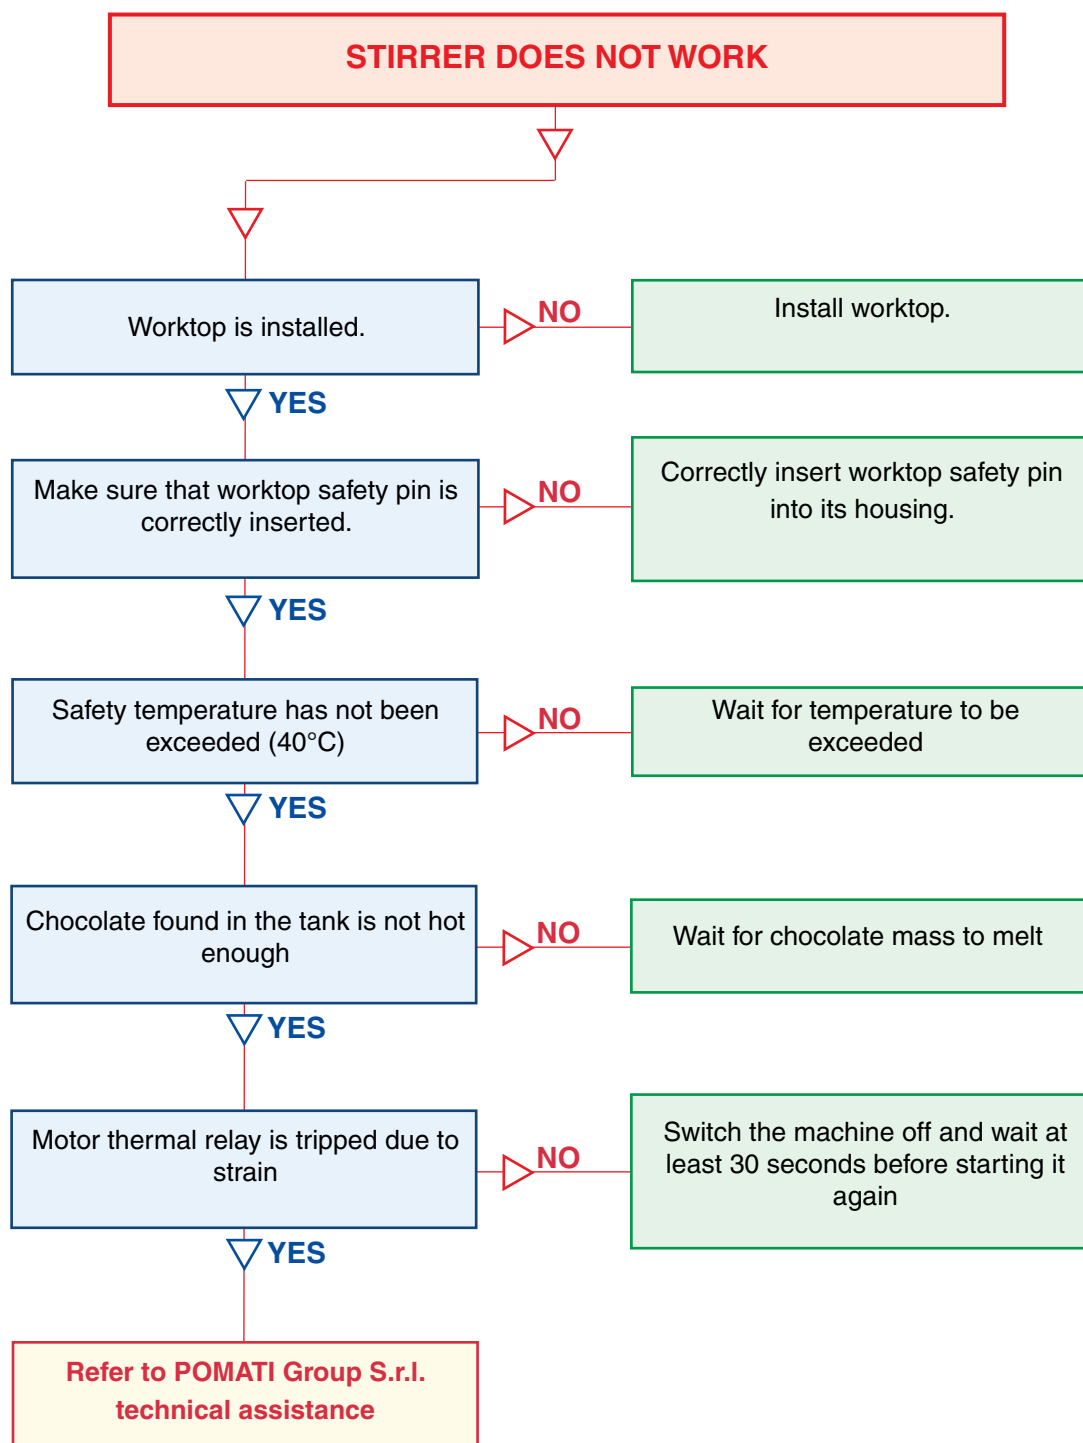 STIRRER DOES NOT WORK
Worktop is installed.
NO
Install worktop.
YES
Make sure that worktop safety pin is
correctly inserted.
NO
Correctly insert worktop safety pin
into its housing.
YES
Safety temperature has not been
exceeded (40°C)
NO
Wait for temperature to be
exceeded
YES
Chocolate found in the tank is not hot
enough
NO
Wait for chocolate mass to melt
YES
Motor thermal relay is tripped due to
strain
NO
Switch the machine off and wait at
least 30 seconds before starting it
again
YES
Refer to POMATI Group S.r.l.
technical assistance